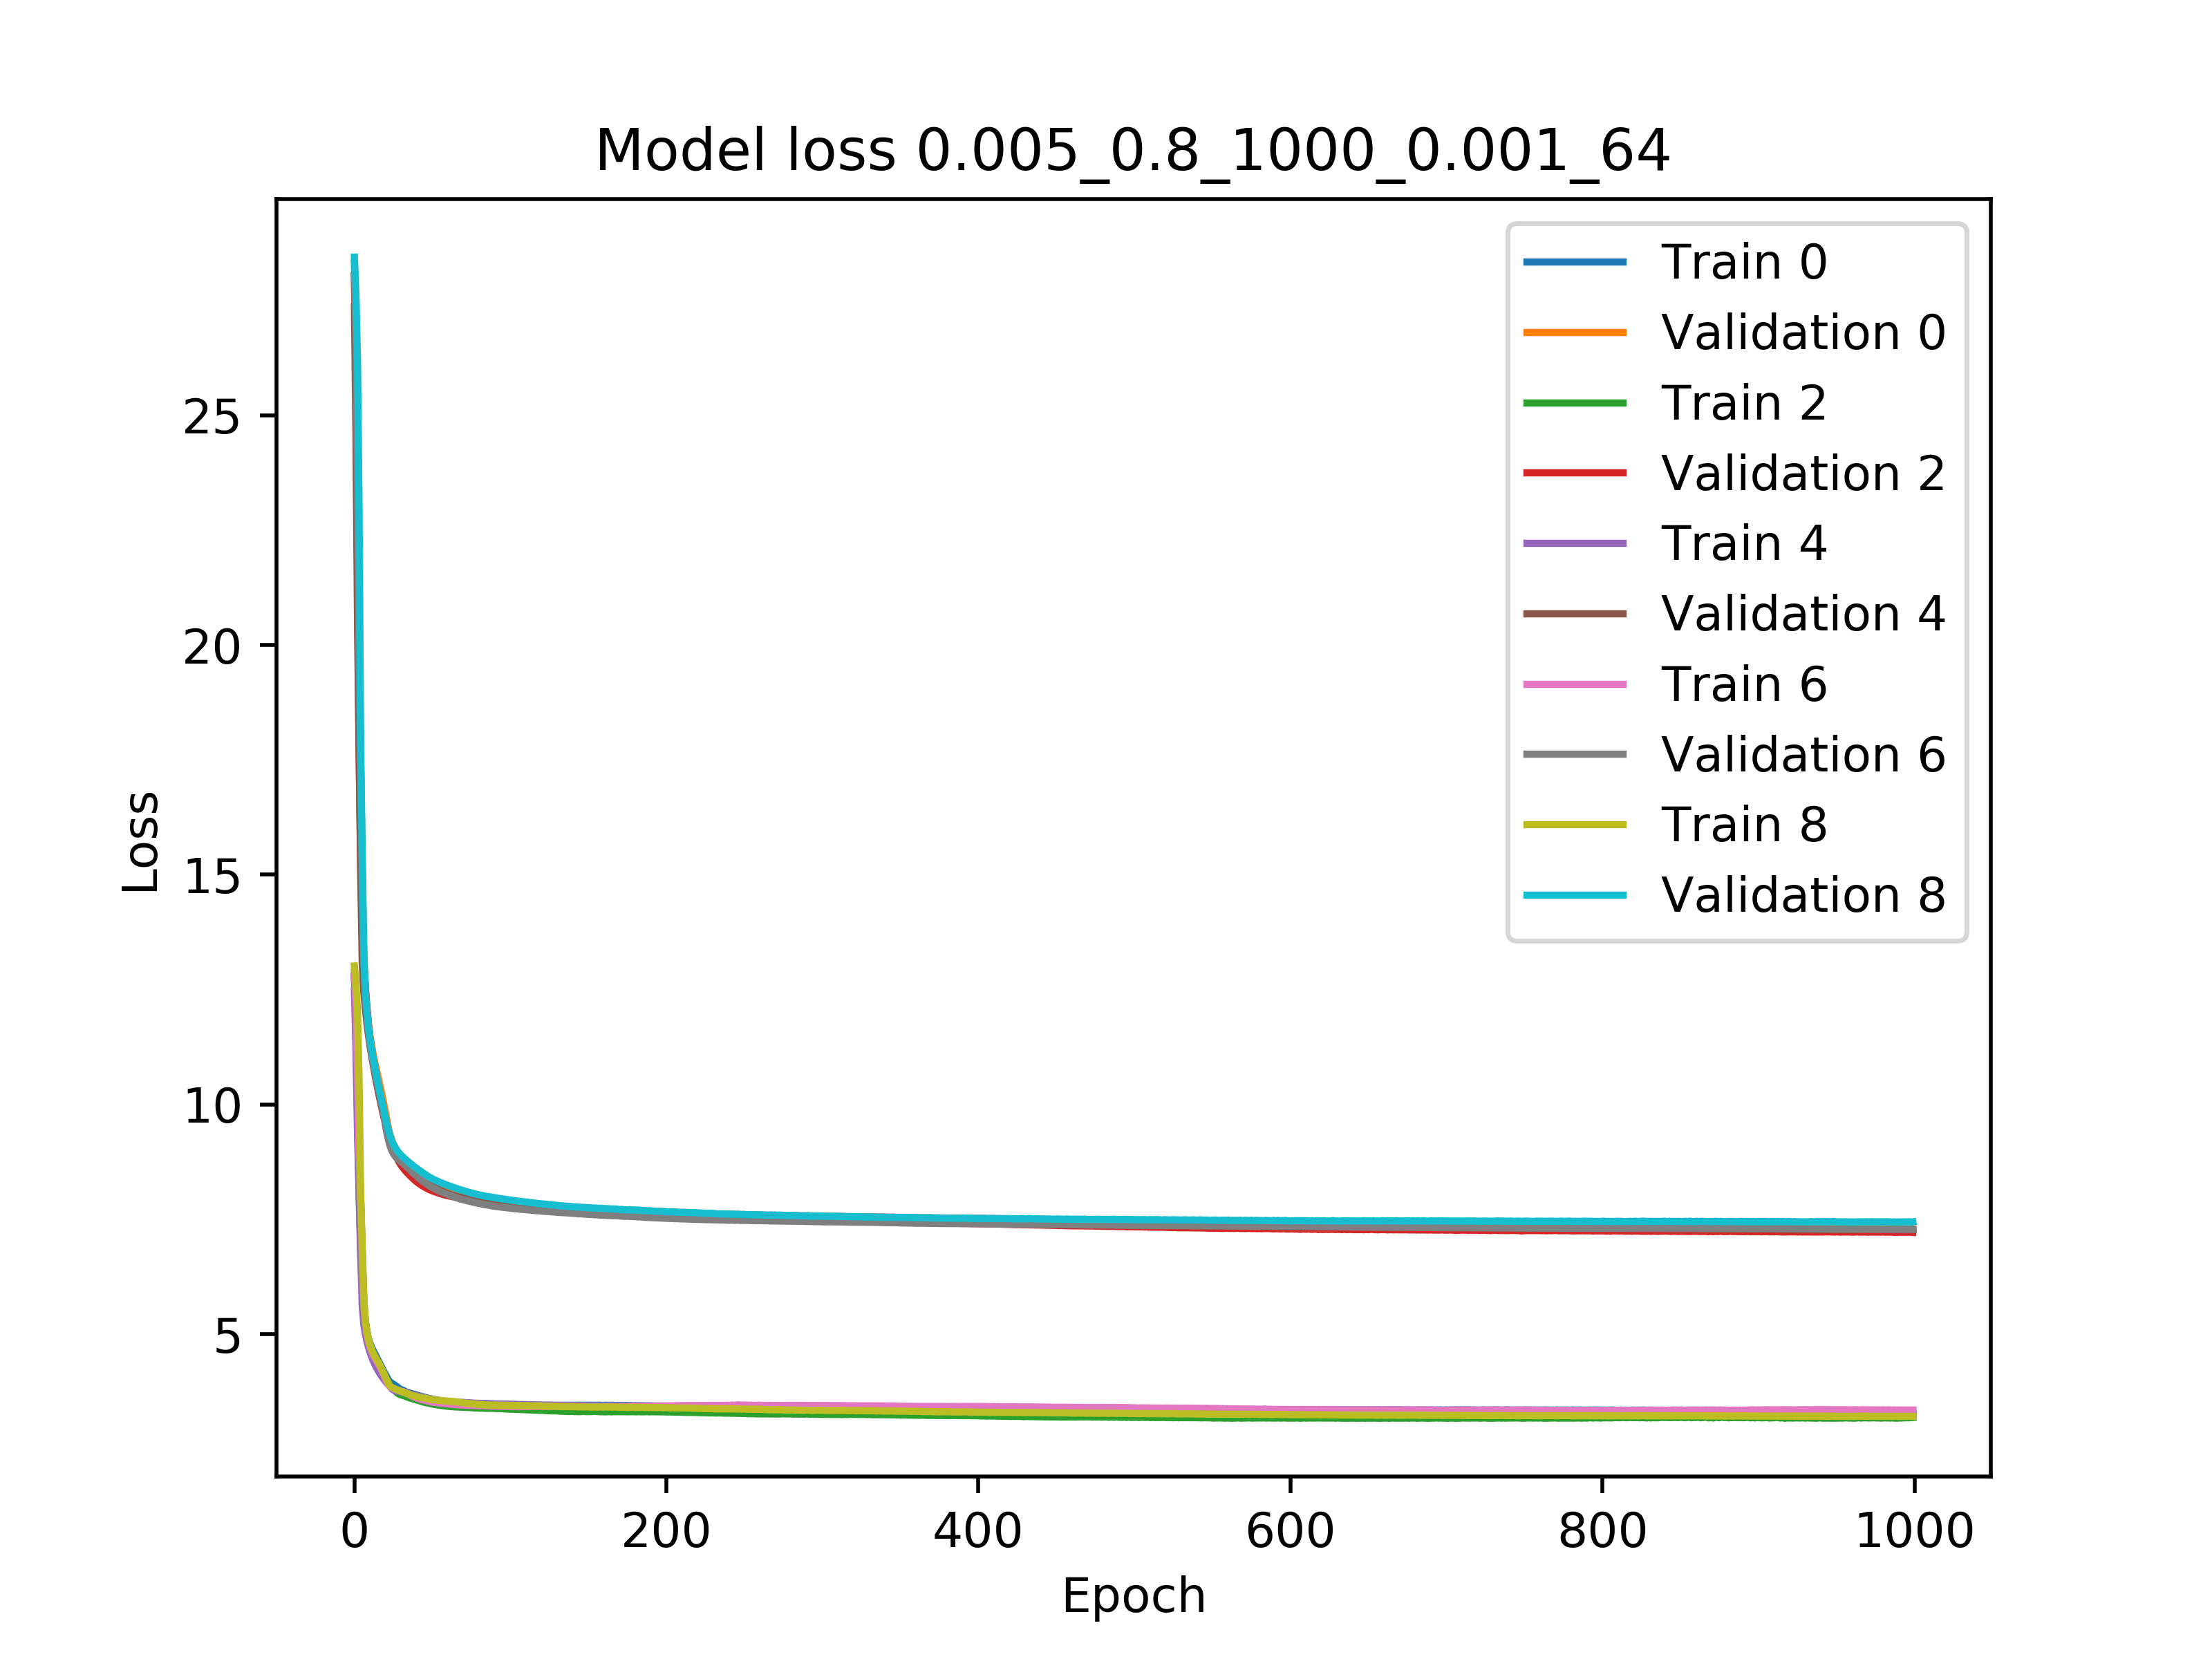 Model loss 0.005_0.8_1000_0.001_64
Train 0
Validation 0
Train 2
Validation 2
Train 4
Validation 4
Train 6
Validation 6
Train 8
Validation 8
Loss
25
20
15
10
5
0 200 400 600 800 1000
Epoch